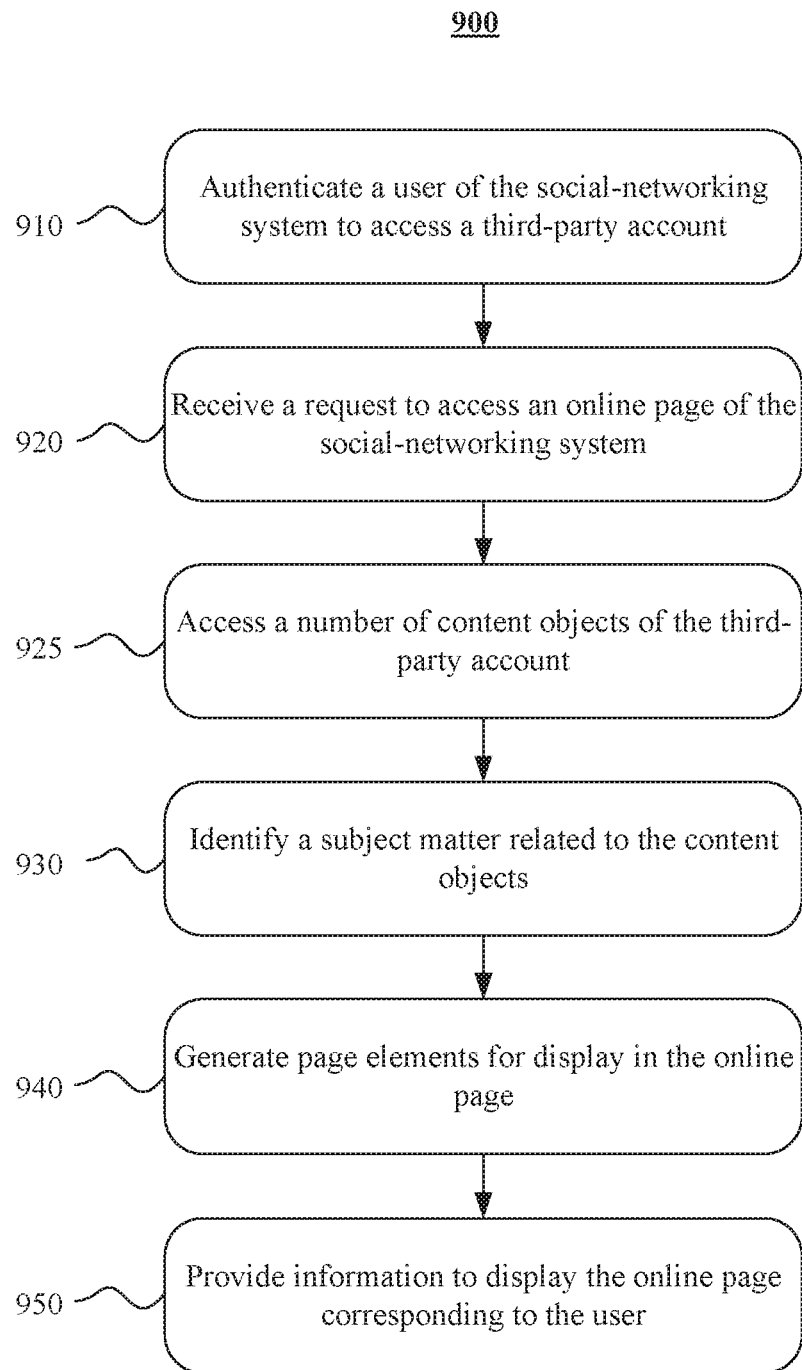 900
910
Authenticate a user of the social-networking
system to access a third-party account
920
Receive a request to access an online page of the
social-networking system
925
Access a number of content objects of the third-
party account
930
Identify a subject matter related to the content
objects
940
Generate page elements for display in the online
page
950
Provide information to display the online page
corresponding to the user